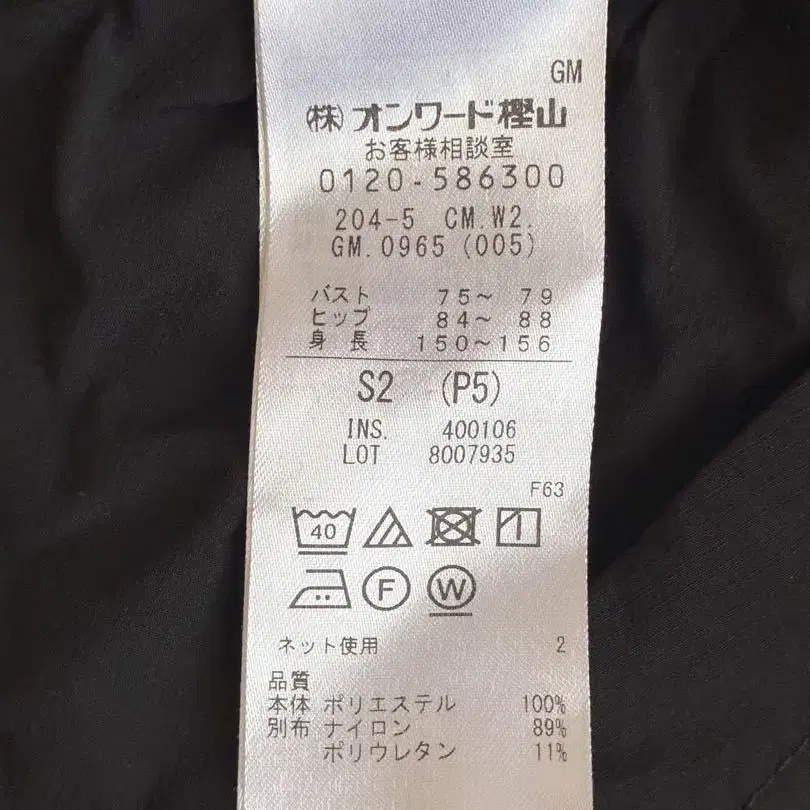 GM
(株)オンワード樫山
お客様相談室
0120-586300
204-5 CM.W2.
GM.0965 (005)
バスト 75～ 79
ヒップ 84～ 88
身 長 150～156
S2 (P5)
INS. 400106
LOT 8007935
F63
40
F W
ネット使用 2
品質
本体 ポリエステル 100%
別布 ナイロン 89%
ポリウレタン 11%